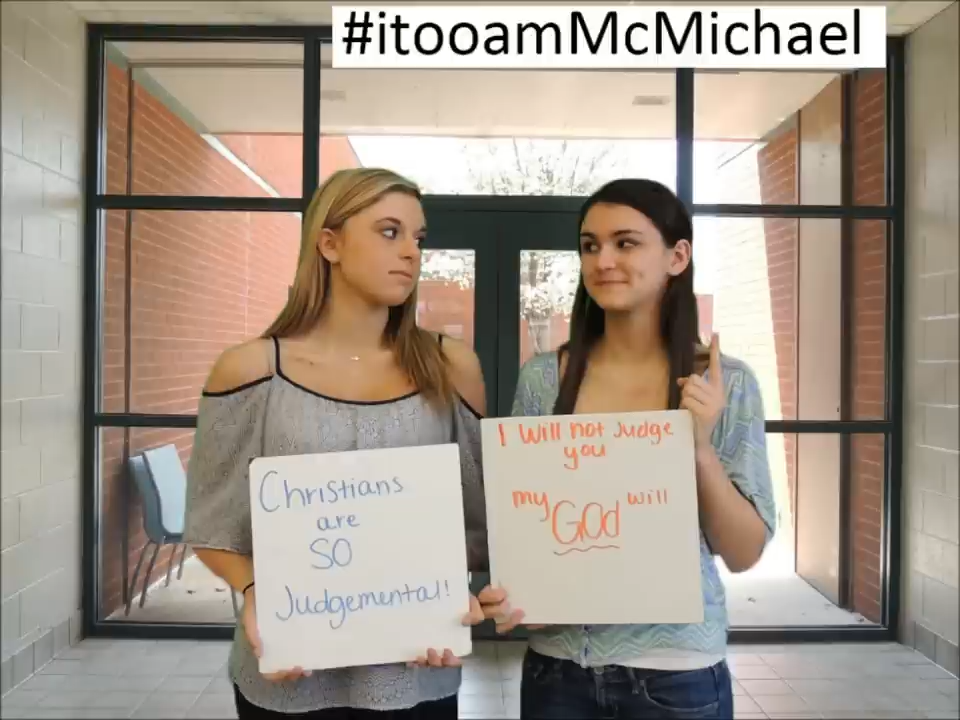 #itooamMcMichael
Christians
are
SO
Judgemental!
I Will not Judge
you
my God will